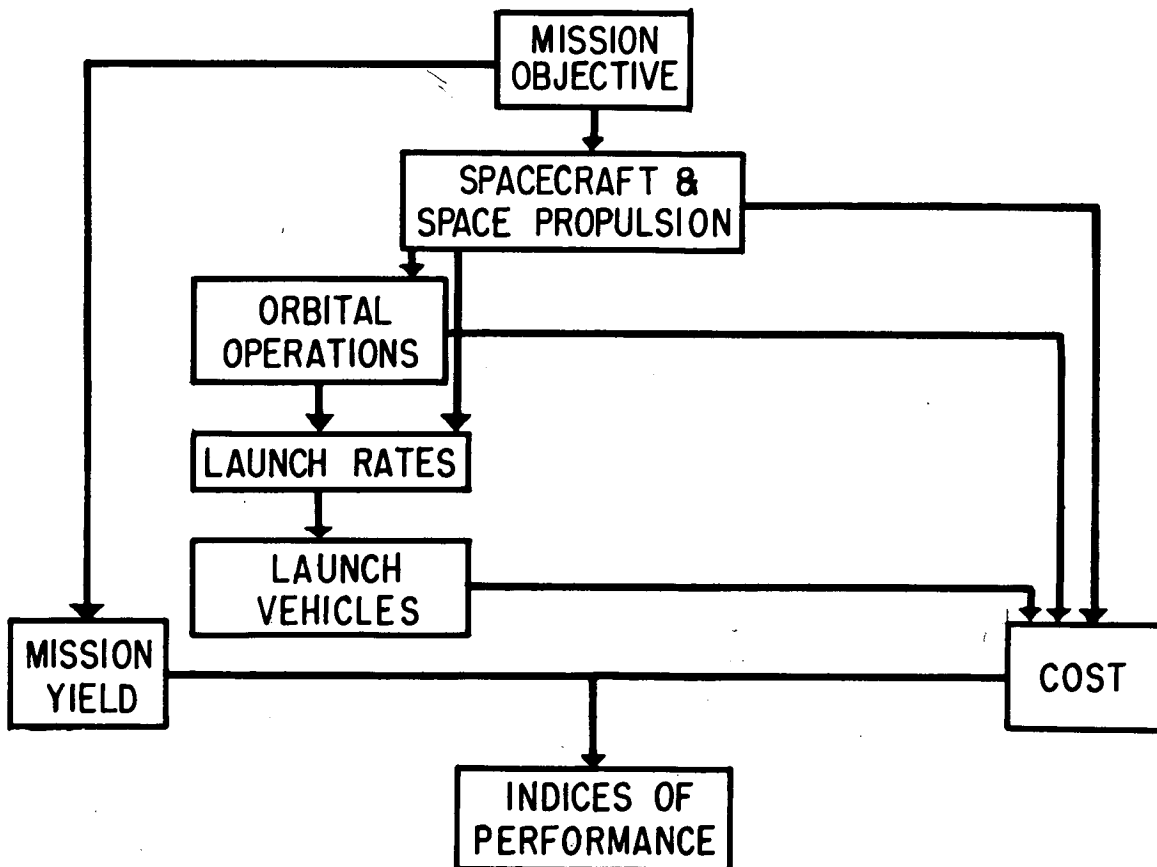 MISSION
OBJECTIVE
SPACECRAFT &
SPACE PROPULSION
ORBITAL
OPERATIONS
LAUNCH RATES
LAUNCH
VEHICLES
MISSION
YIELD
COST
INDICES OF
PERFORMANCE